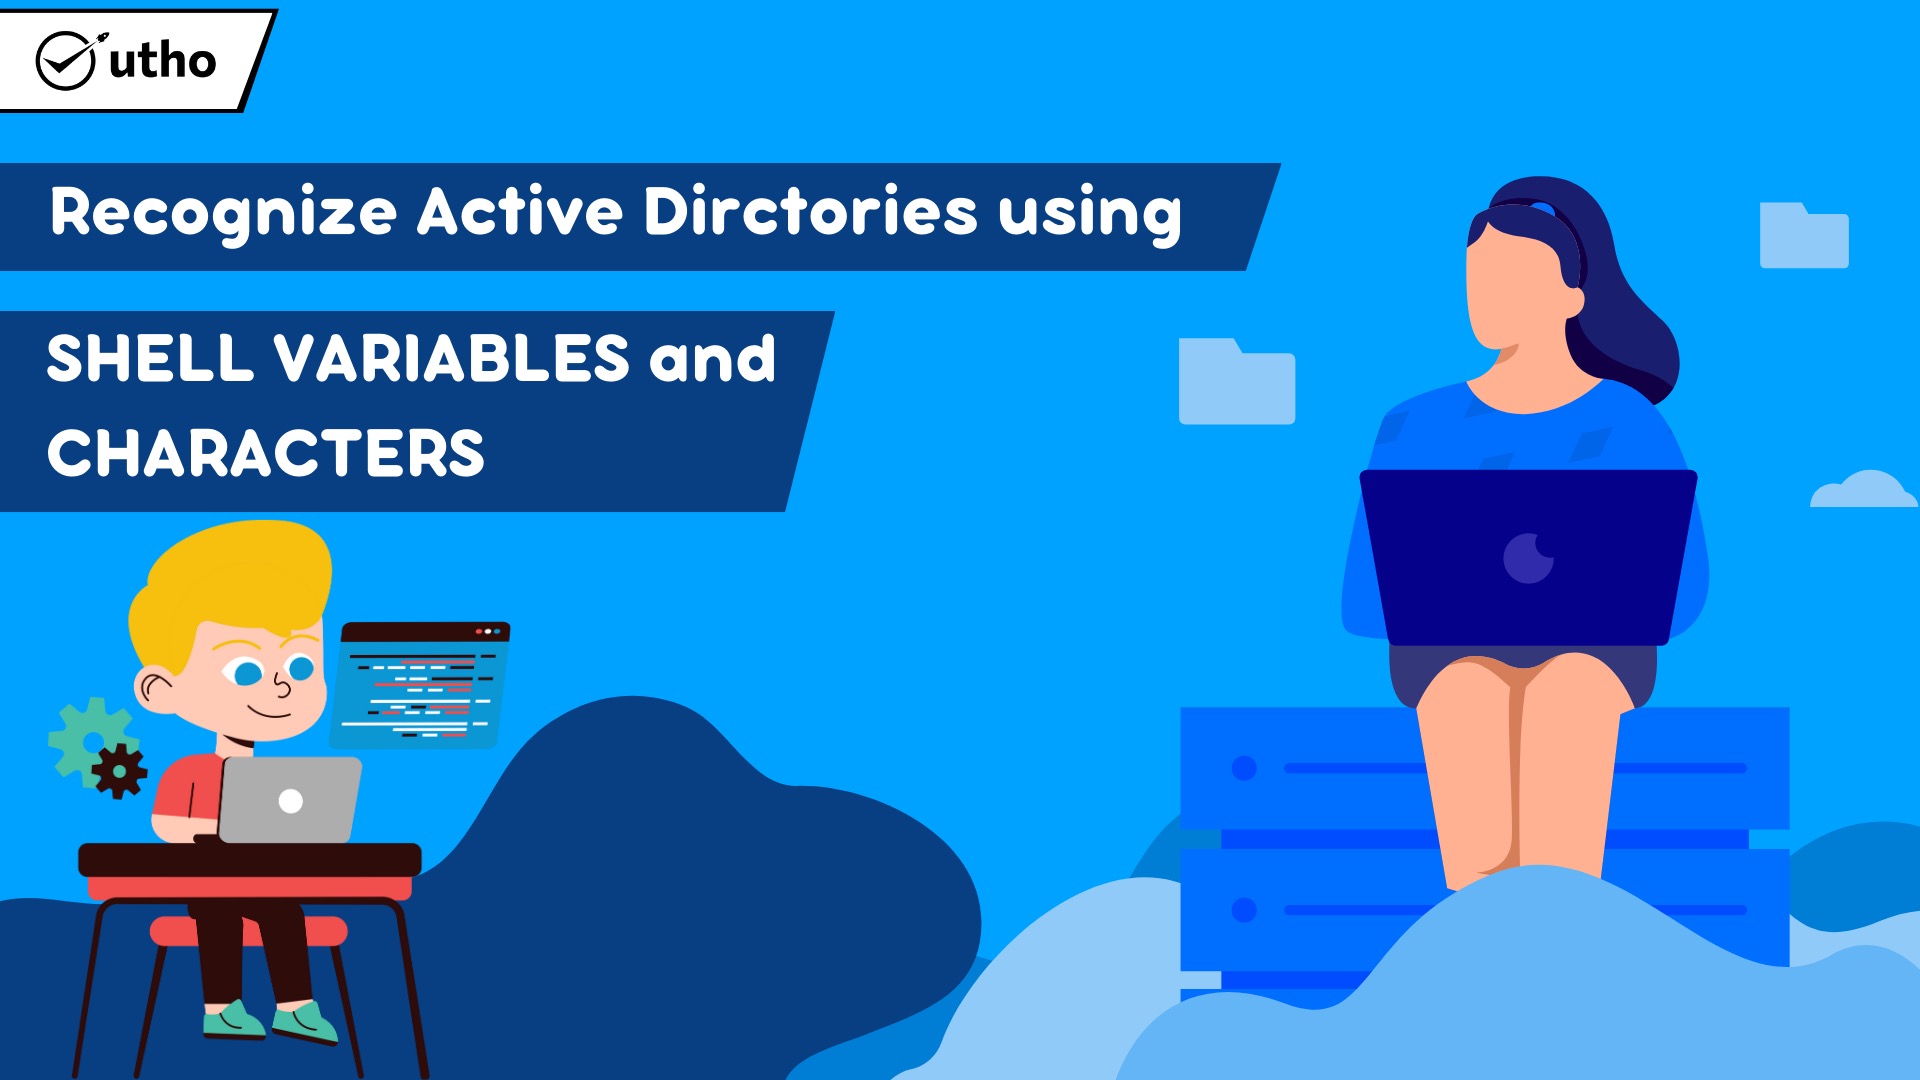 utho
Recognize Active Dirctories using
SHELL VARIABLES and
CHARACTERS